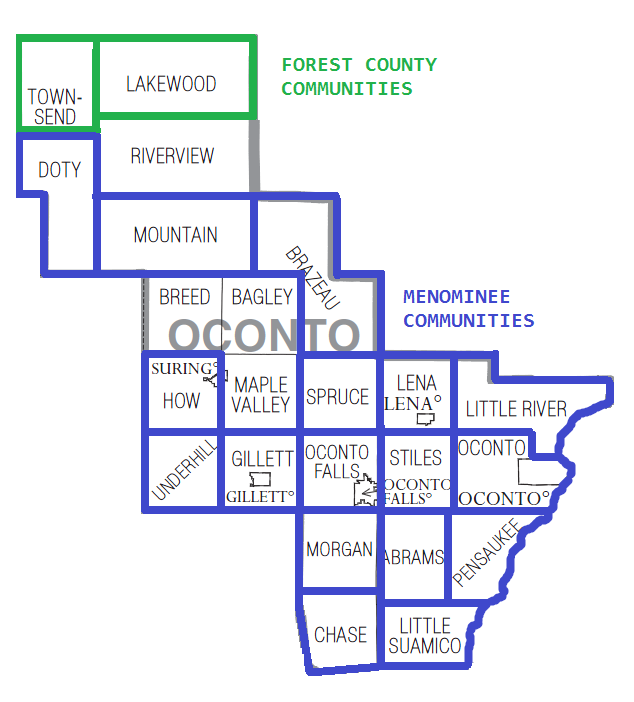 FOREST COUNTY
COMMUNITIES
TOWN-
SEND
LAKEWOOD
DOTY
RIVERVIEW
MOUNTAIN
BRAZEAU
MENOMINEE
COMMUNITIES
BREED
BAGLEY
OCONTO
SURING°
HOW
MAPLE
VALLEY
SPRUCE
LENA
LENA°
LITTLE RIVER
UNDERHILL
GILLETT
GILLETT°
OCONTO
FALLS
STILES
OCONTO
FALLS°
OCONTO
OCONTO°
MORGAN
ABRAMS
PENSAUKEE
CHASE
LITTLE
SUAMICO